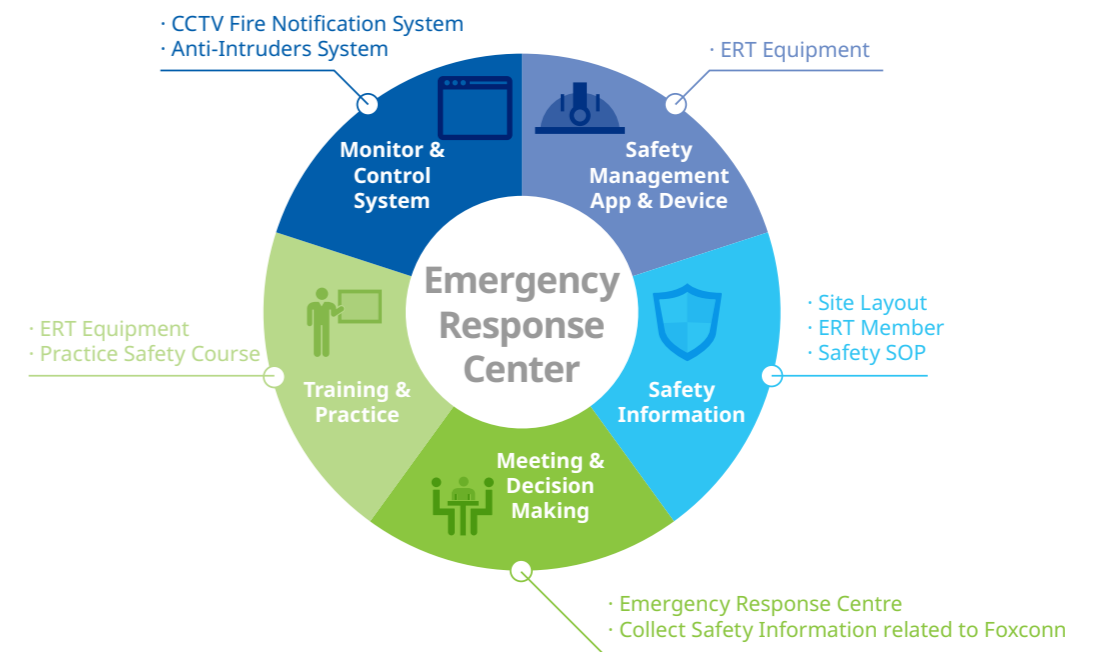 · CCTV Fire Notification System
· Anti-Intruders System
· ERT Equipment
Monitor &
Control
System
Safety
Management
App & Device
Emergency
Response
Center
· Site Layout
· ERT Member
· Safety SOP
· ERT Equipment
· Practice Safety Course
Training &
Practice
Safety
Information
Meeting &
Decision
Making
· Emergency Response Centre
· Collect Safety Information related to Foxconn